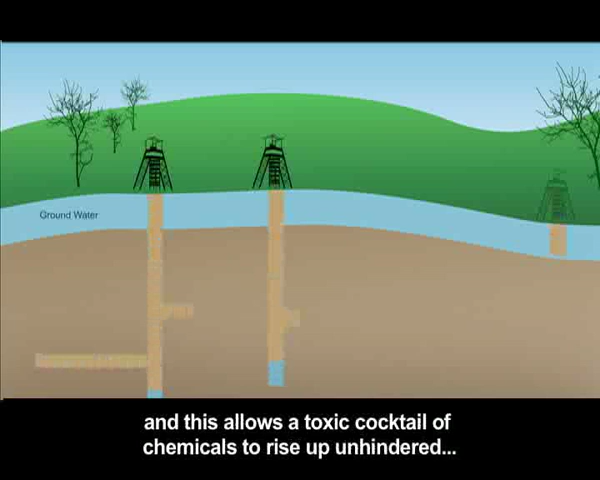 Ground Water
and this allows a toxic cocktail of
chemicals to rise up unhindered...